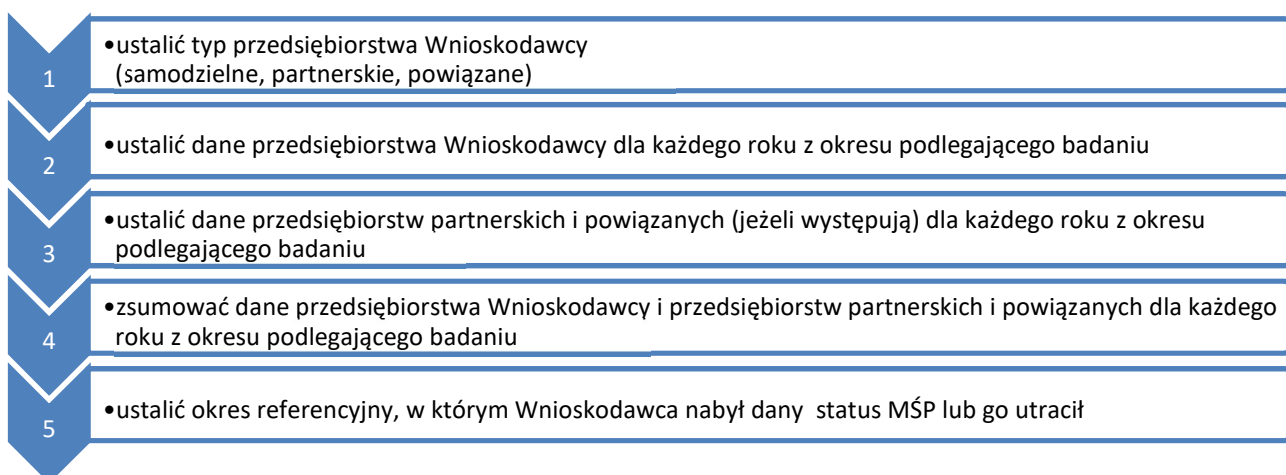 1
•ustalić typ przedsiębiorstwa Wnioskodawcy
(samodzielne, partnerskie, powiązane)
2
•ustalić dane przedsiębiorstwa Wnioskodawcy dla każdego roku z okresu podlegającego badaniu
3
•ustalić dane przedsiębiorstw partnerskich i powiązanych (jeżeli występują) dla każdego roku z okresu
podlegającego badaniu
4
•zsumować dane przedsiębiorstwa Wnioskodawcy i przedsiębiorstw partnerskich i powiązanych dla każdego
roku z okresu podlegającego badaniu
5
•ustalić okres referencyjny, w którym Wnioskodawca nabył dany  status MŚP lub go utracił